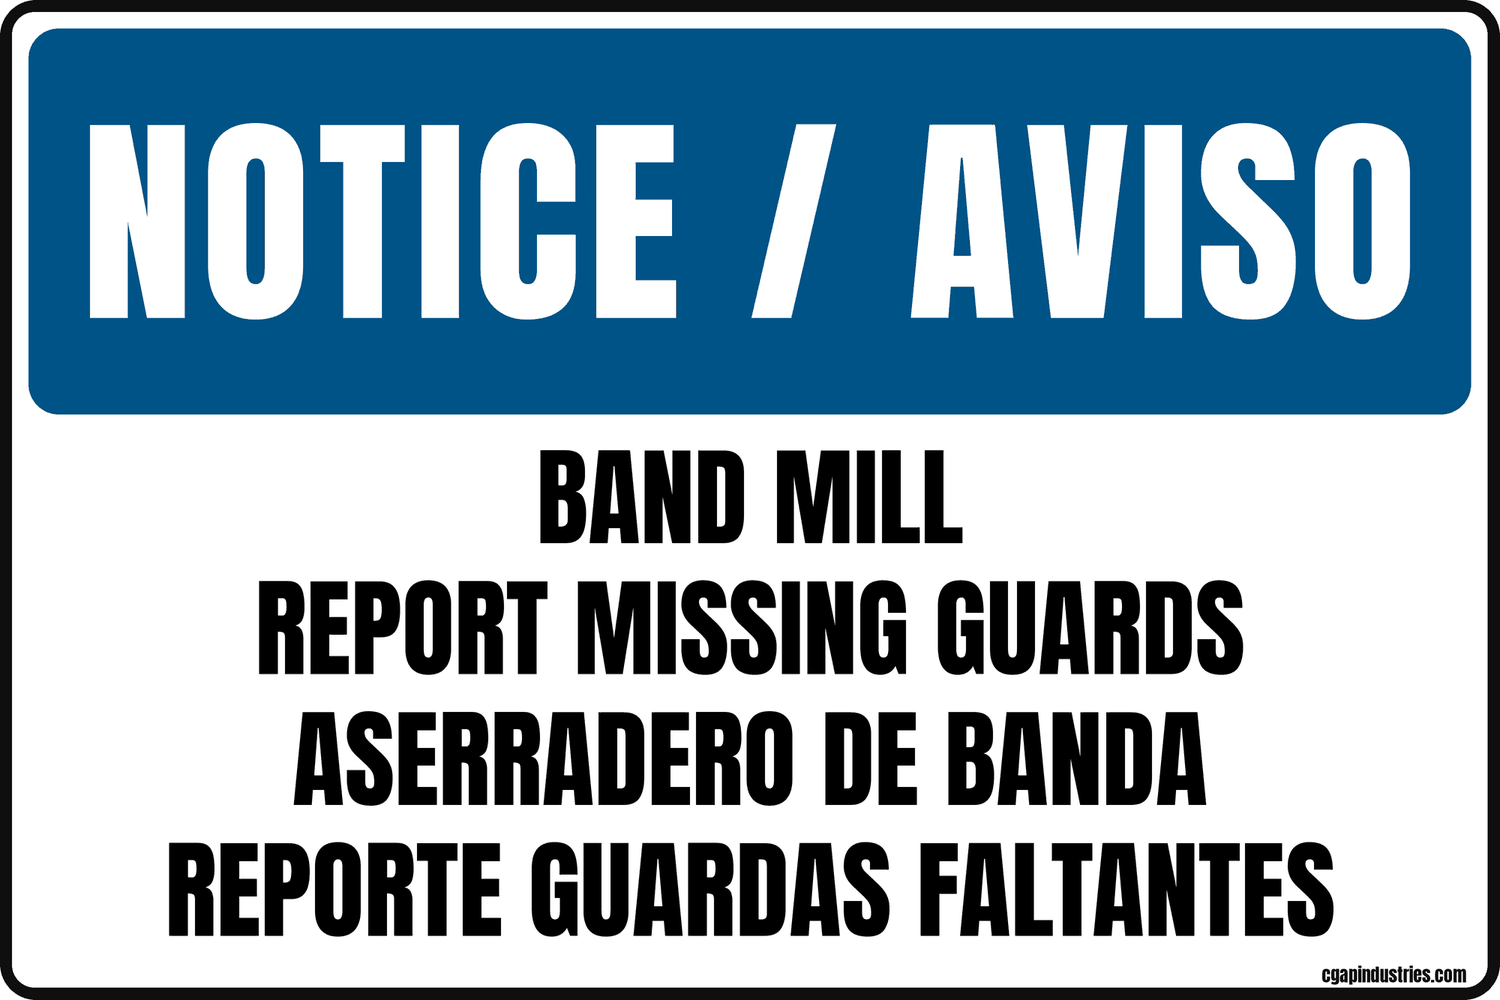 NOTICE / AVISO
BAND MILL
REPORT MISSING GUARDS
ASERRADERO DE BANDA
REPORTE GUARDAS FALTANTES
cgapindustries.com